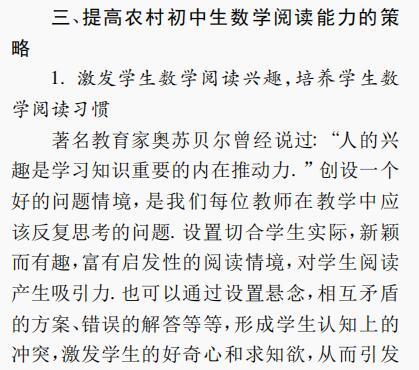 三、提高农村初中生数学阅读能力的策
略
1. 激发学生数学阅读兴趣,培养学生数
学阅读习惯
著名教育家奥苏贝尔曾经说过: “人的兴
趣是学习知识重要的内在推动力. ”创设一个
好的问题情境,是我们每位教师在教学中应
该反复思考的问题. 设置切合学生实际,新颖
而有趣,富有启发性的阅读情境,对学生阅读
产生吸引力. 也可以通过设置悬念,相互矛盾
的方案、错误的解答等等,形成学生认知上的
冲突,激发学生的好奇心和求知欲,从而引发